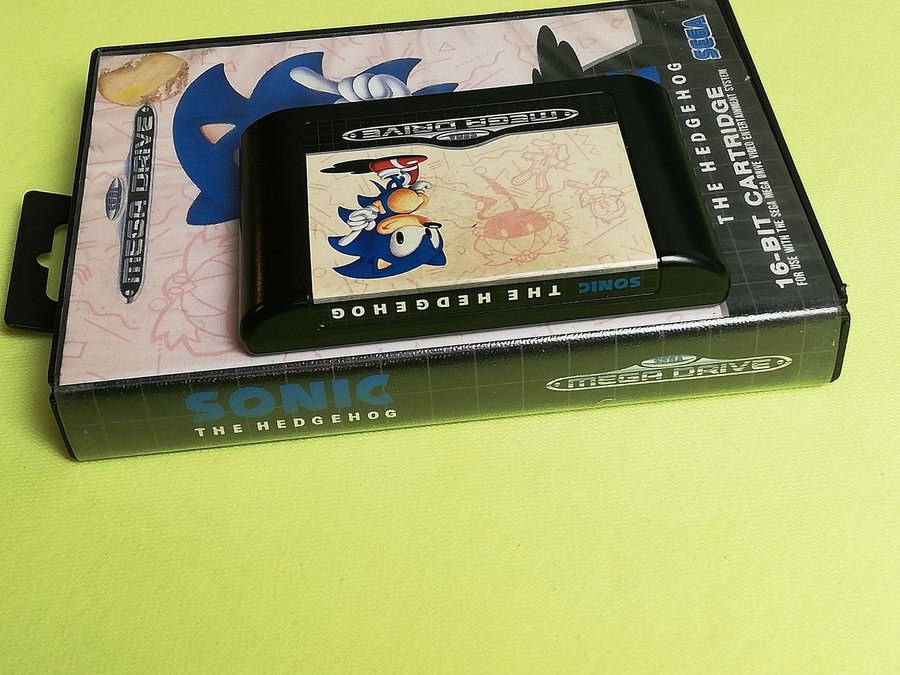 SEGA
MEGA DRIVE
SEGA
THE HEDGEHOG
16-BIT CARTRIDGE
FOR USE WITH THE SEGA MEGA DRIVE VIDEO ENTERTAINMENT SYSTEM
SEGA
MEGA DRIVE
SONIC THE HEDGEHOG
SONIC
THE HEDGEHOG
SEGA
MEGA DRIVE